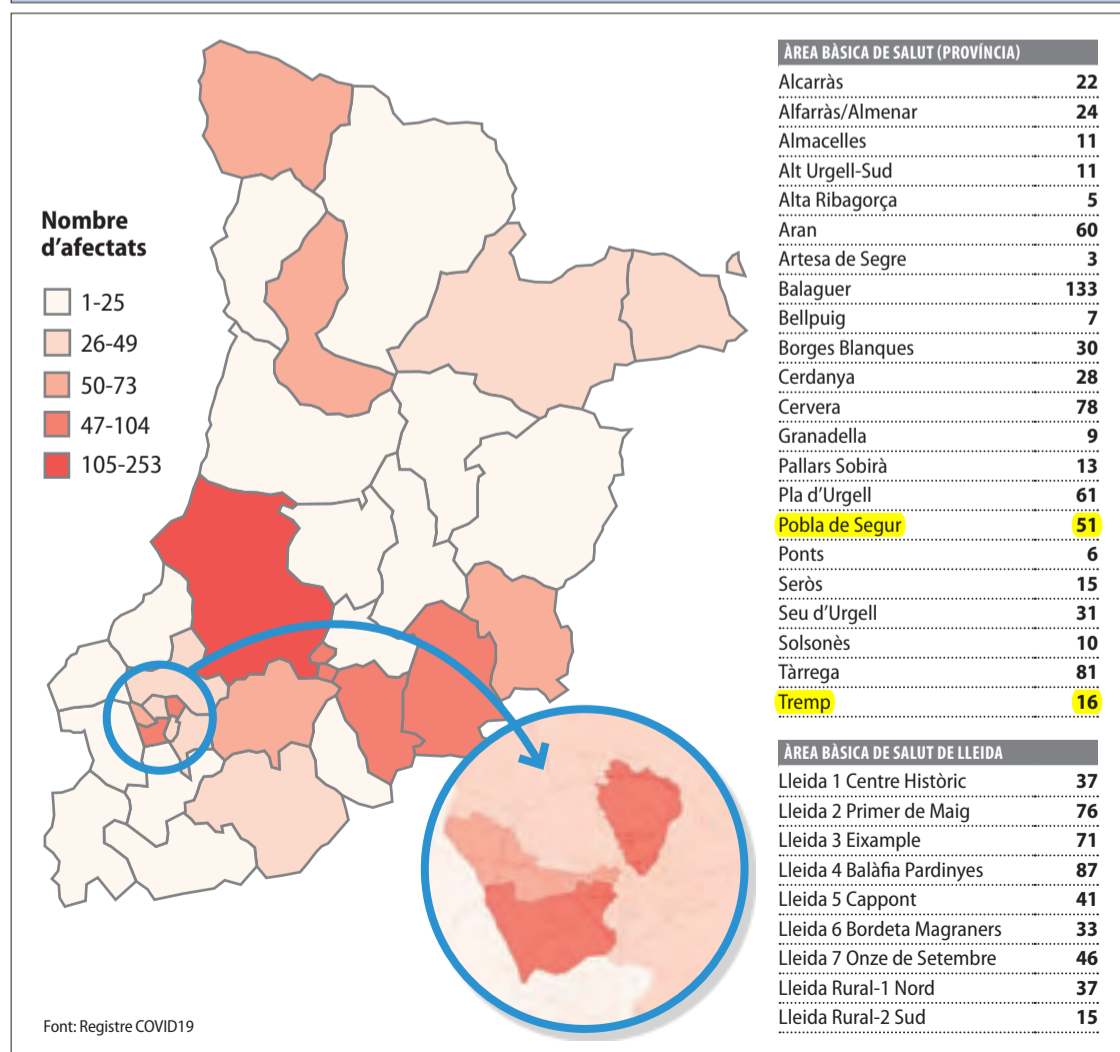 Nombre
d'afectats
1-25
26-49
50-73
47-104
105-253
Font: Registre COVID19
ÀREA BÀSICA DE SALUT (PROVÍNCIA)
Alcarràs 22
Alfarràs/Almenar 24
Almacelles 11
Alt Urgell-Sud 11
Alta Ribagorça 5
Aran 60
Artesa de Segre 3
Balaguer 133
Bellpuig 7
Borges Blanques 30
Cerdanya 28
Cervera 78
Granadella 9
Pallars Sobirà 13
Pla d'Urgell 61
Pobla de Segur 51
Ponts 6
Seròs 15
Seu d'Urgell 31
Solsonès 10
Tàrrega 81
Tremp 16
ÀREA BÀSICA DE SALUT DE LLEIDA
Lleida 1 Centre Històric 37
Lleida 2 Primer de Maig 76
Lleida 3 Eixample 71
Lleida 4 Balàfia Pardinyes 87
Lleida 5 Cappont 41
Lleida 6 Bordeta Magraners 33
Lleida 7 Onze de Setembre 46
Lleida Rural-1 Nord 37
Lleida Rural-2 Sud 15